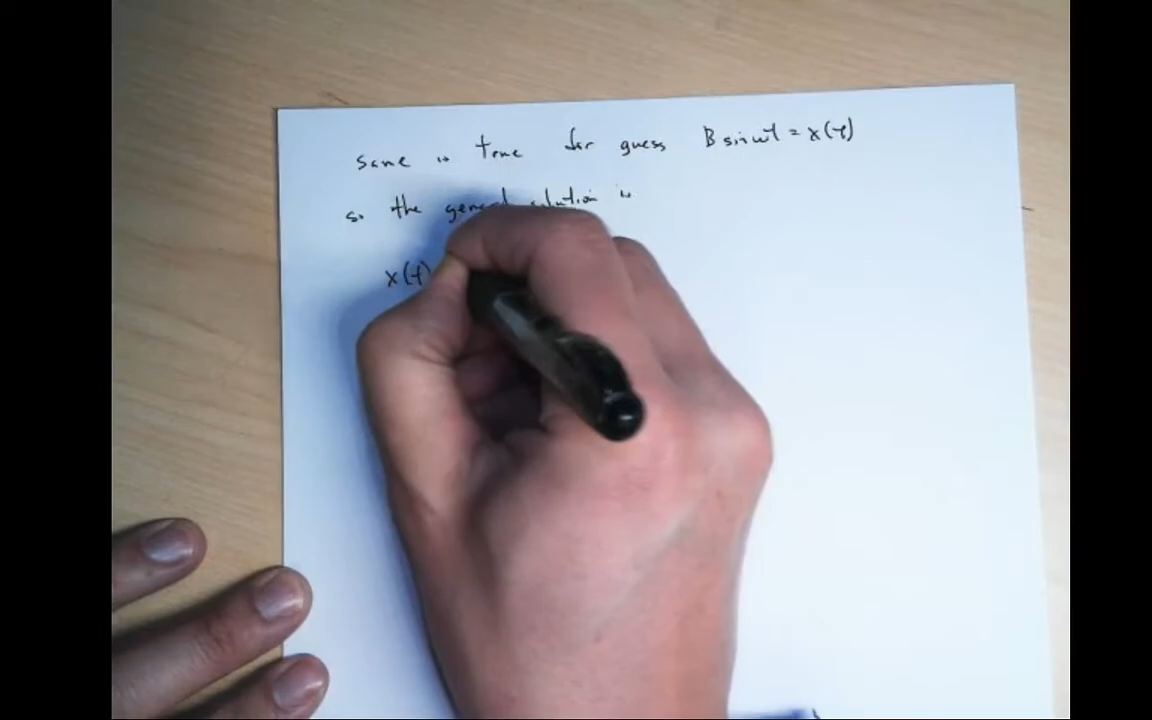 Same is true for guess B sin ωt = x(t)
so the general solution is
x(t)